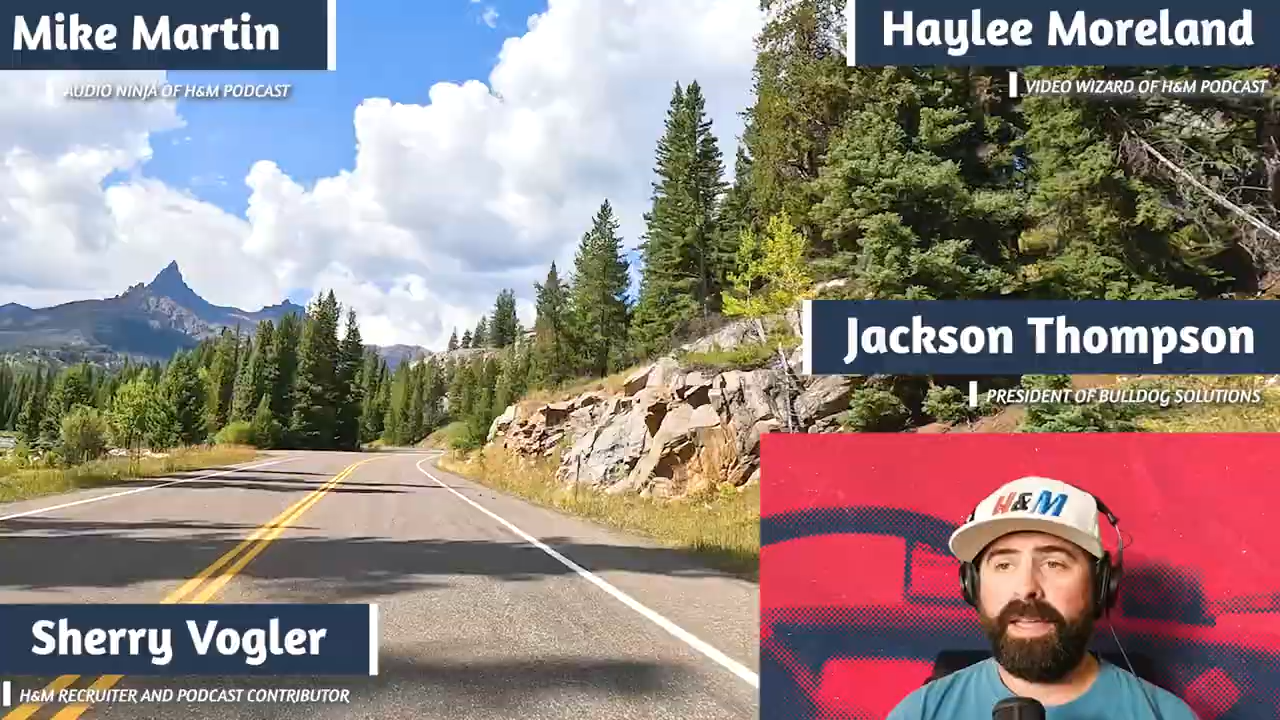 Mike Martin
AUDIO NINJA OF H&M PODCAST
Haylee Moreland
VIDEO WIZARD OF H&M PODCAST
Jackson Thompson
PRESIDENT OF BULLDOG SOLUTIONS
H&M
Sherry Vogler
H&M RECRUITER AND PODCAST CONTRIBUTOR